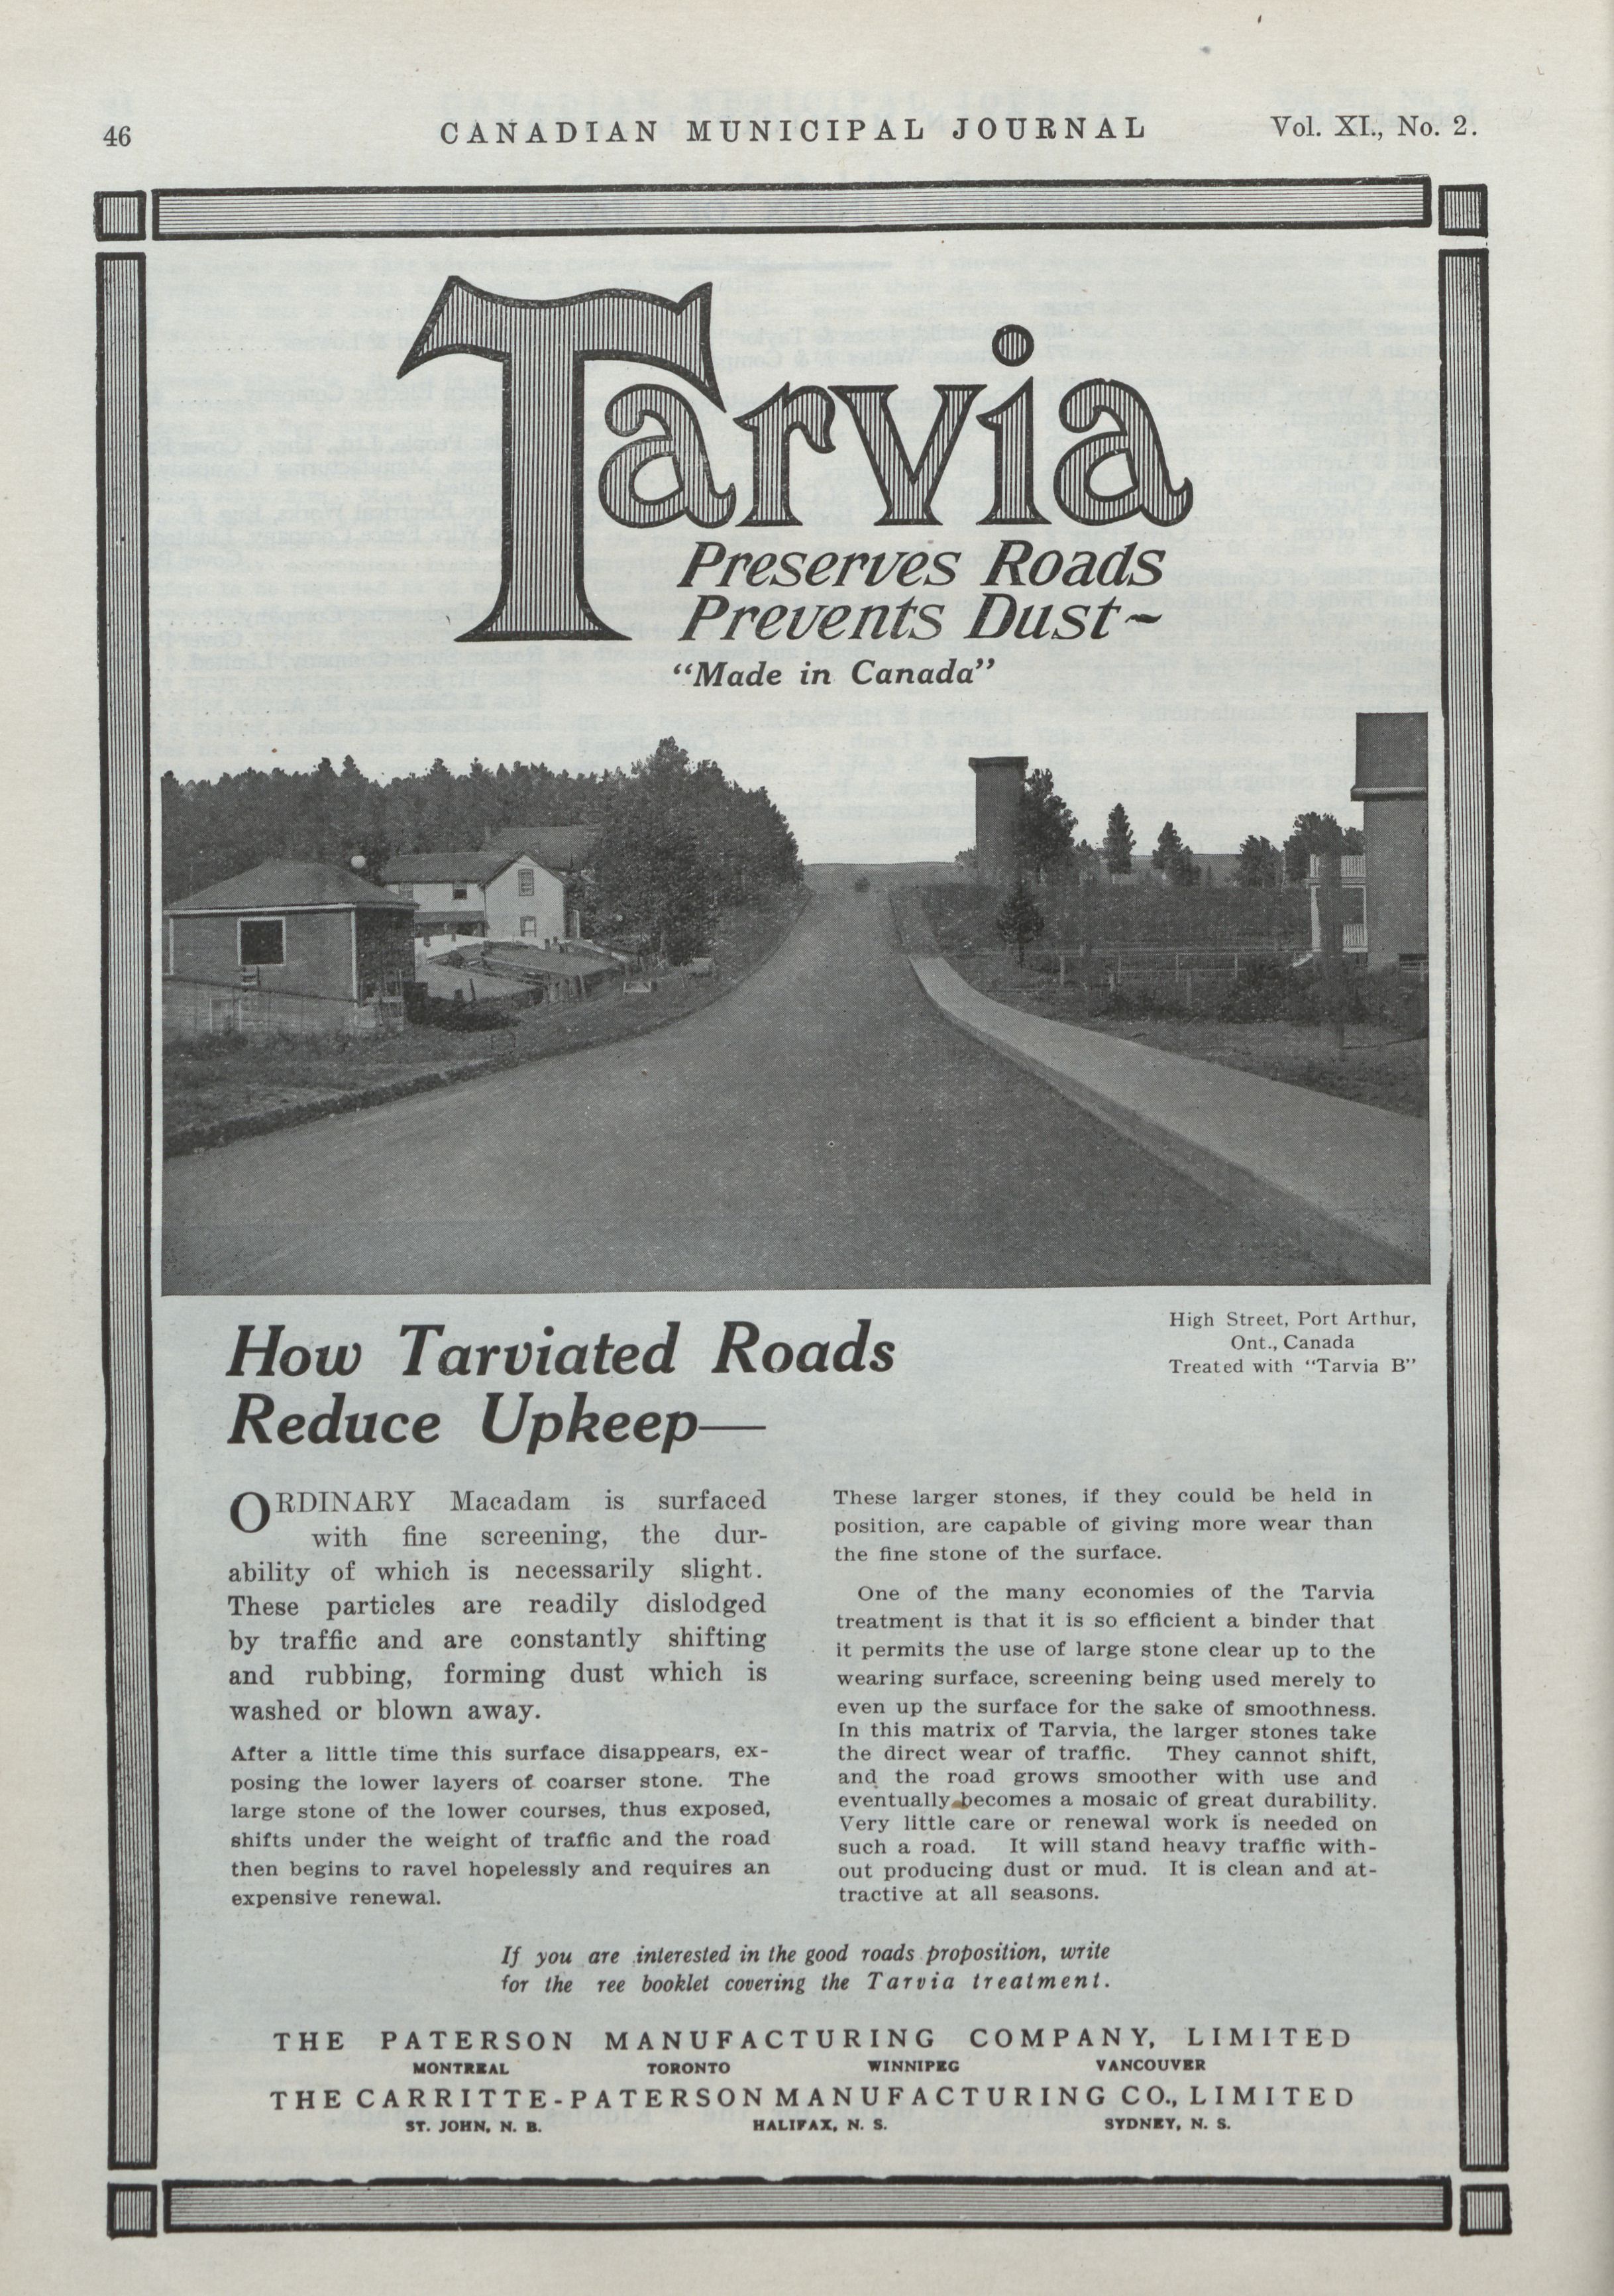 46
CANADIAN MUNICIPAL JOURNAL
Vol. XI., No. 2.
Tarvia
Preserves Roads
Prevents Dust~
"Made in Canada"
High Street, Port Arthur,
Ont., Canada
Treated with "Tarvia B"
How Tarviated Roads
Reduce Upkeep—
ORDINARY Macadam is surfaced
with fine screening, the dur-
ability of which is necessarily slight.
These particles are readily dislodged
by traffic and are constantly shifting
and rubbing, forming dust which is
washed or blown away.
After a little time this surface disappears, ex-
posing the lower layers of coarser stone. The
large stone of the lower courses, thus exposed,
shifts under the weight of traffic and the road
then begins to ravel hopelessly and requires an
expensive renewal.
These larger stones, if they could be held in
position, are capable of giving more wear than
the fine stone of the surface.
One of the many economies of the Tarvia
treatment is that it is so efficient a binder that
it permits the use of large stone clear up to the
wearing surface, screening being used merely to
even up the surface for the sake of smoothness.
In this matrix of Tarvia, the larger stones take
the direct wear of traffic. They cannot shift,
and the road grows smoother with use and
eventually becomes a mosaic of great durability.
Very little care or renewal work is needed on
such a road. It will stand heavy traffic with-
out producing dust or mud. It is clean and at-
tractive at all seasons.
If you are interested in the good roads proposition, write
for the ree booklet covering the Tarvia treatment.
THE PATERSON MANUFACTURING COMPANY, LIMITED
MONTREAL TORONTO WINNIPEG VANCOUVER
THE CARRITTE-PATERSON MANUFACTURING CO., LIMITED
ST. JOHN, N. B. HALIFAX, N. S. SYDNEY, N. S.